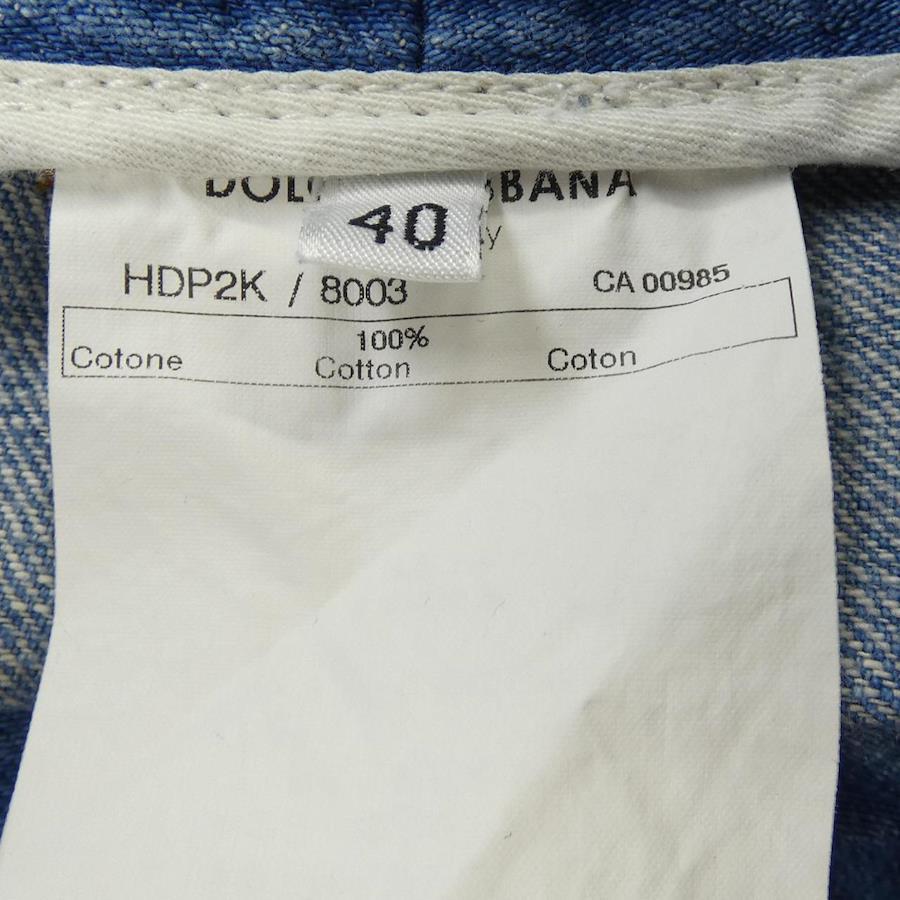 40
HDP2K / 8003 CA 00985
100%
Cotone Cotton Coton